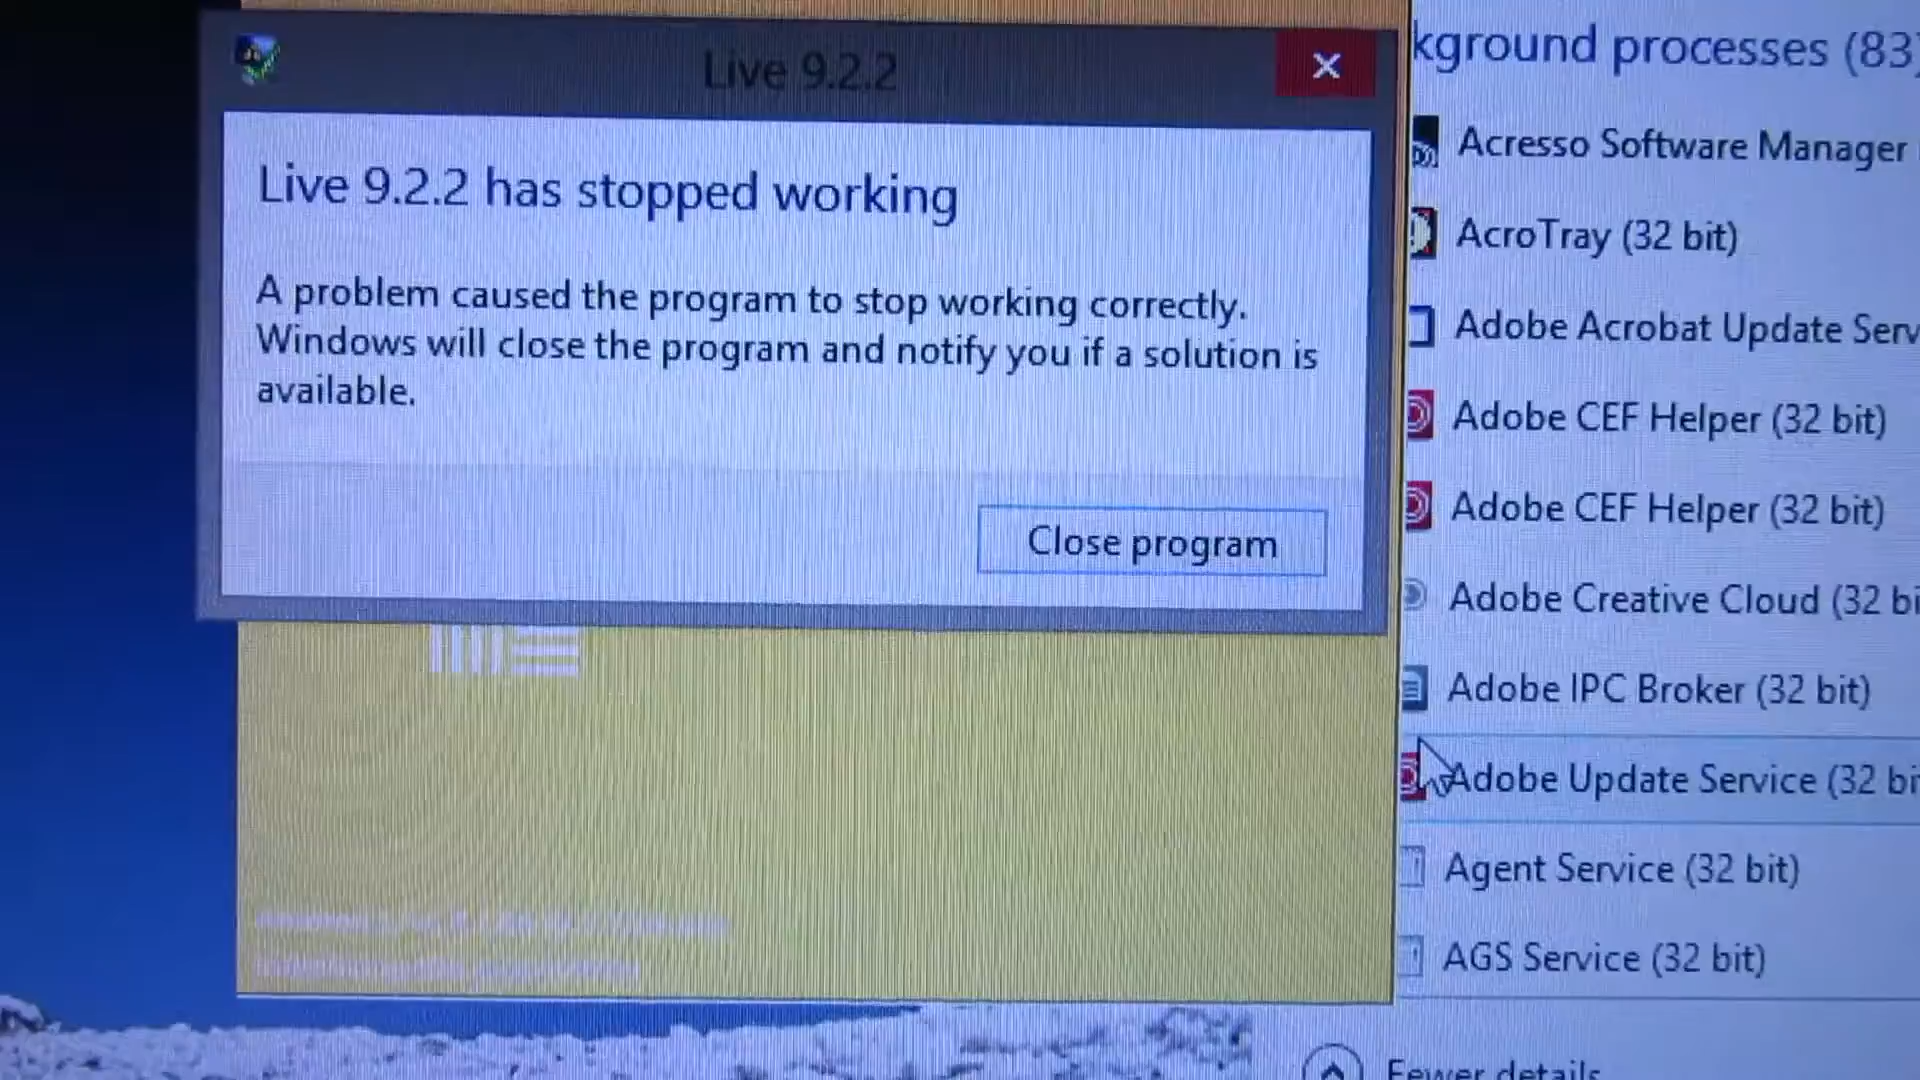 Live 9.2.2
Live 9.2.2 has stopped working
A problem caused the program to stop working correctly.
Windows will close the program and notify you if a solution is
available.
Close program
kground processes (83)
Acresso Software Manager
AcroTray (32 bit)
Adobe Acrobat Update Serv
Adobe CEF Helper (32 bit)
Adobe CEF Helper (32 bit)
Adobe Creative Cloud (32 bi
Adobe IPC Broker (32 bit)
Adobe Update Service (32 bi
Agent Service (32 bit)
AGS Service (32 bit)
Fewer details